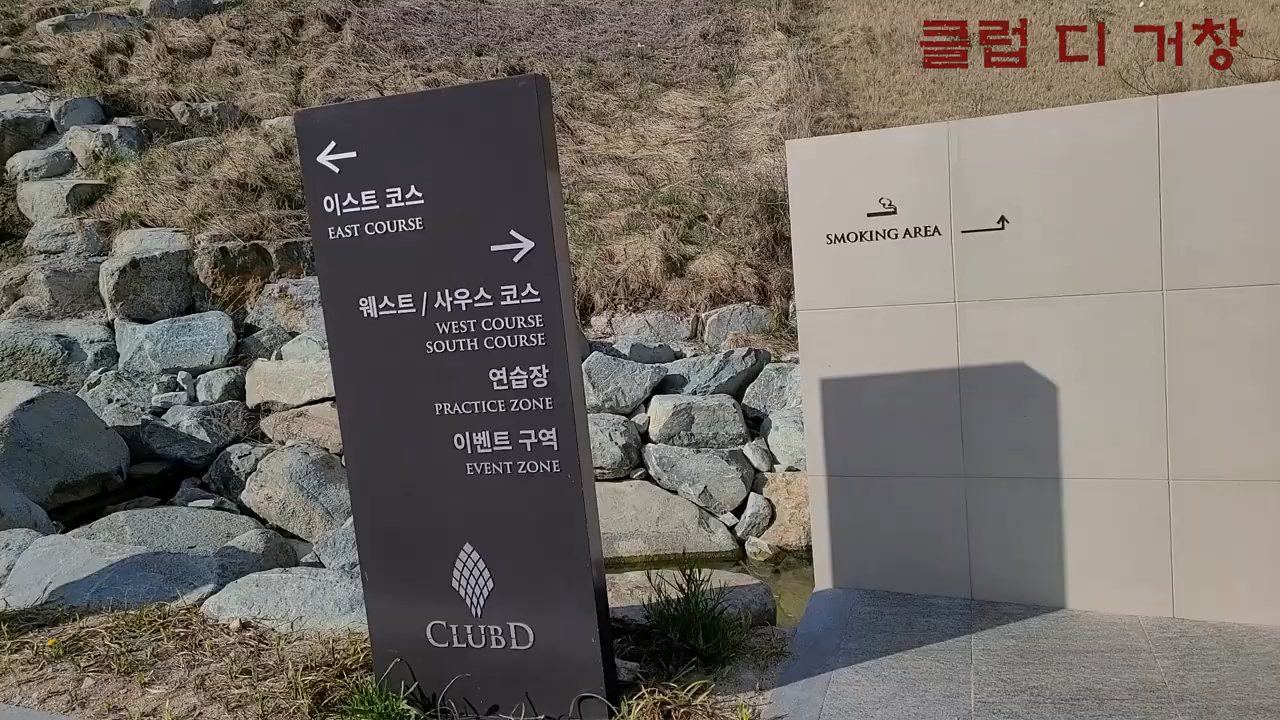 클럽 디 거창
←
이스트 코스
EAST COURSE
→
웨스트 / 사우스 코스
WEST COURSE
SOUTH COURSE
연습장
PRACTICE ZONE
이벤트 구역
EVENT ZONE
CLUBD
SMOKING AREA